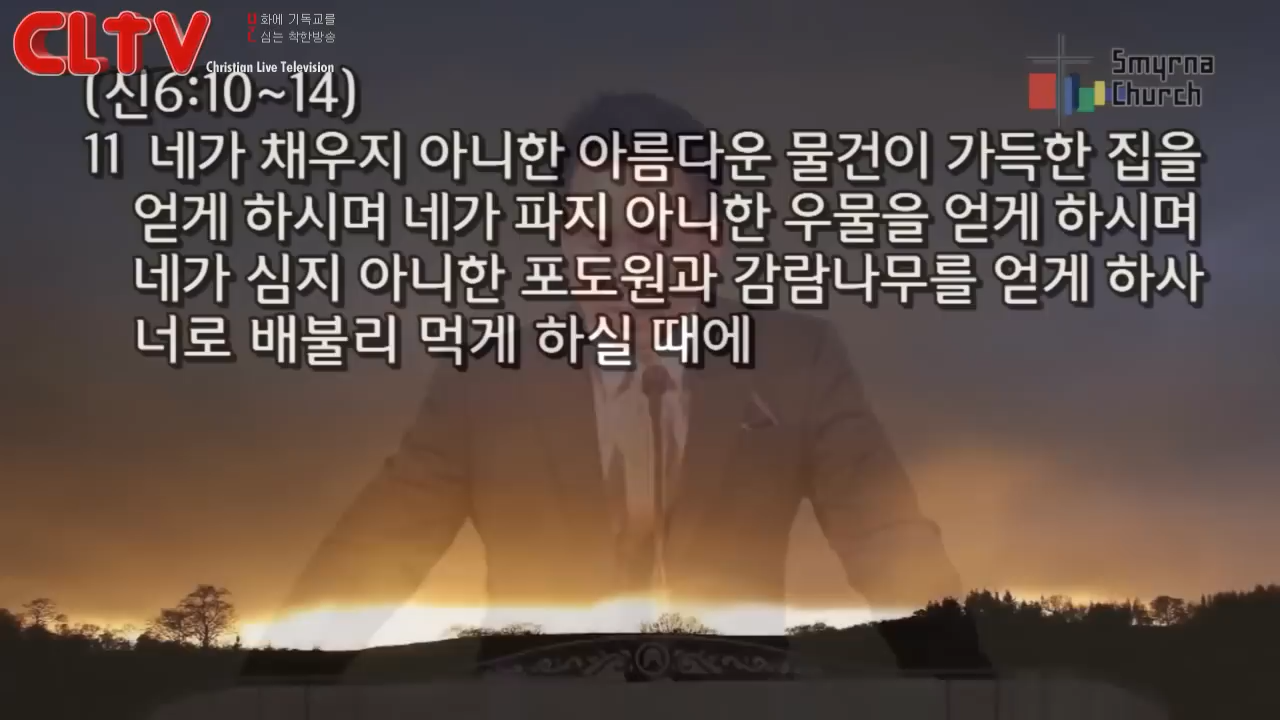 CLTV
문화에 기독교를
심는 착한방송
Christian Live Television
Smyrna
Church
(신6:10~14)
11 네가 채우지 아니한 아름다운 물건이 가득한 집을
얻게 하시며 네가 파지 아니한 우물을 얻게 하시며
네가 심지 아니한 포도원과 감람나무를 얻게 하사
너로 배불리 먹게 하실 때에